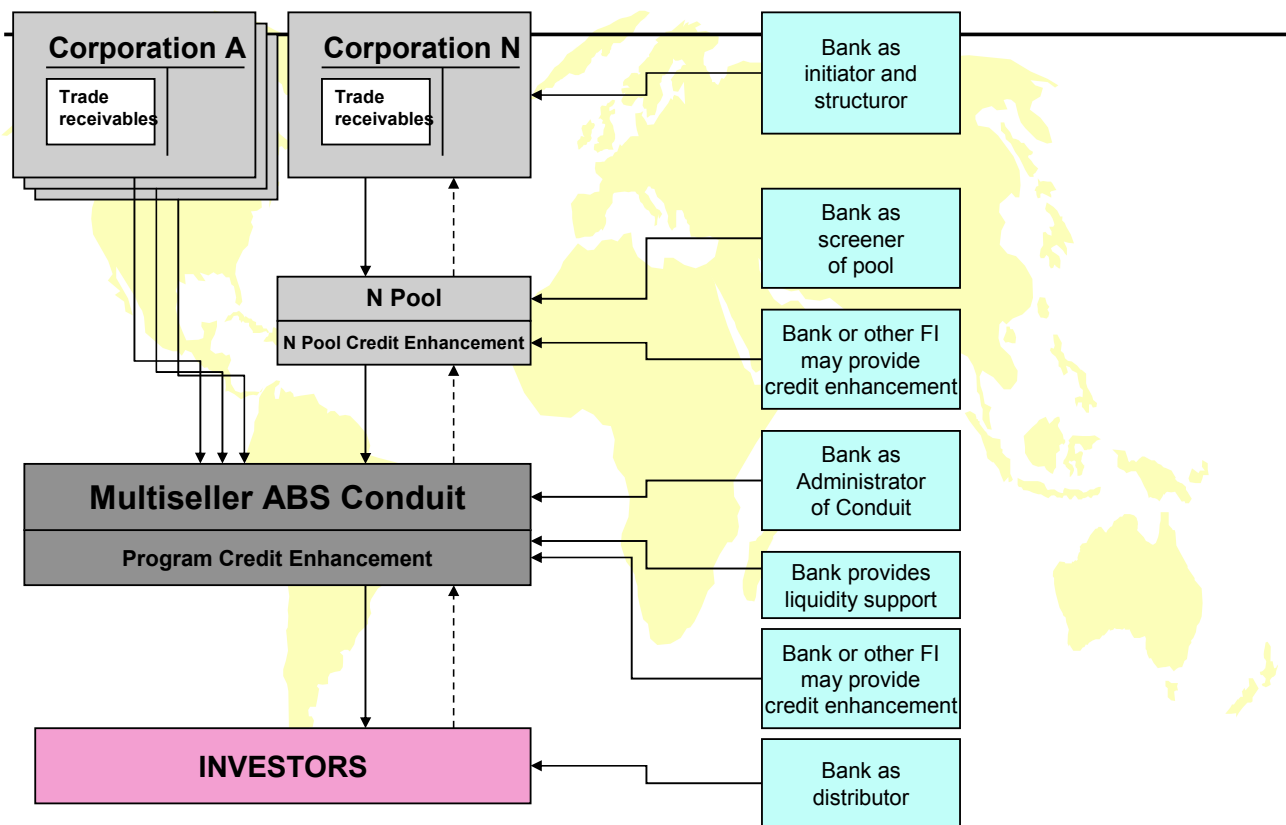 Corporation A
Trade
receivables
Corporation N
Trade
receivables
Bank as
initiator and
structuror
Bank as
screener
of pool
N Pool
N Pool Credit Enhancement
Bank or other FI
may provide
credit enhancement
Multiseller ABS Conduit
Program Credit Enhancement
Bank as
Administrator
of Conduit
Bank provides
liquidity support
Bank or other FI
may provide
credit enhancement
INVESTORS
Bank as
distributor